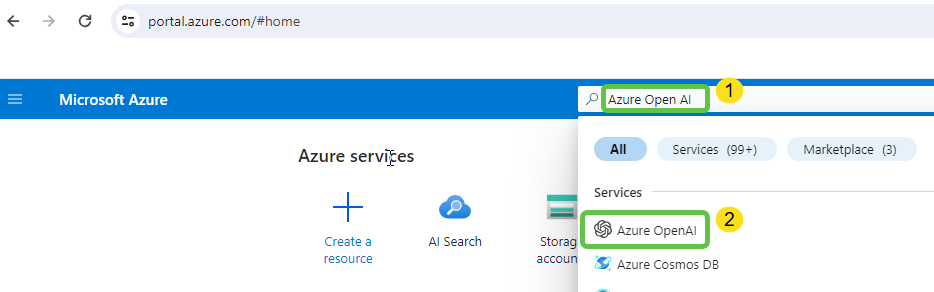 portal.azure.com/#home
Microsoft Azure
Azure Open AI
1
All
Services (99+)
Marketplace (3)
Azure services
Services
Create a
resource
AI Search
Storag
accoun
Azure OpenAI
2
Azure Cosmos DB